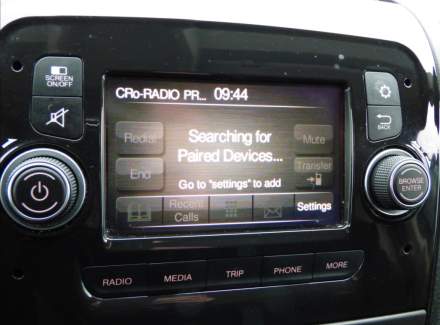 SCREEN
ON/OFF
CRo-RADIO PR... 09:44
Redial
Searching for
Paired Devices...
Mute
End
Transfer
Go to "settings" to add
Recent
Calls
Settings
BACK
BROWSE
ENTER
RADIO
MEDIA
TRIP
PHONE
MORE